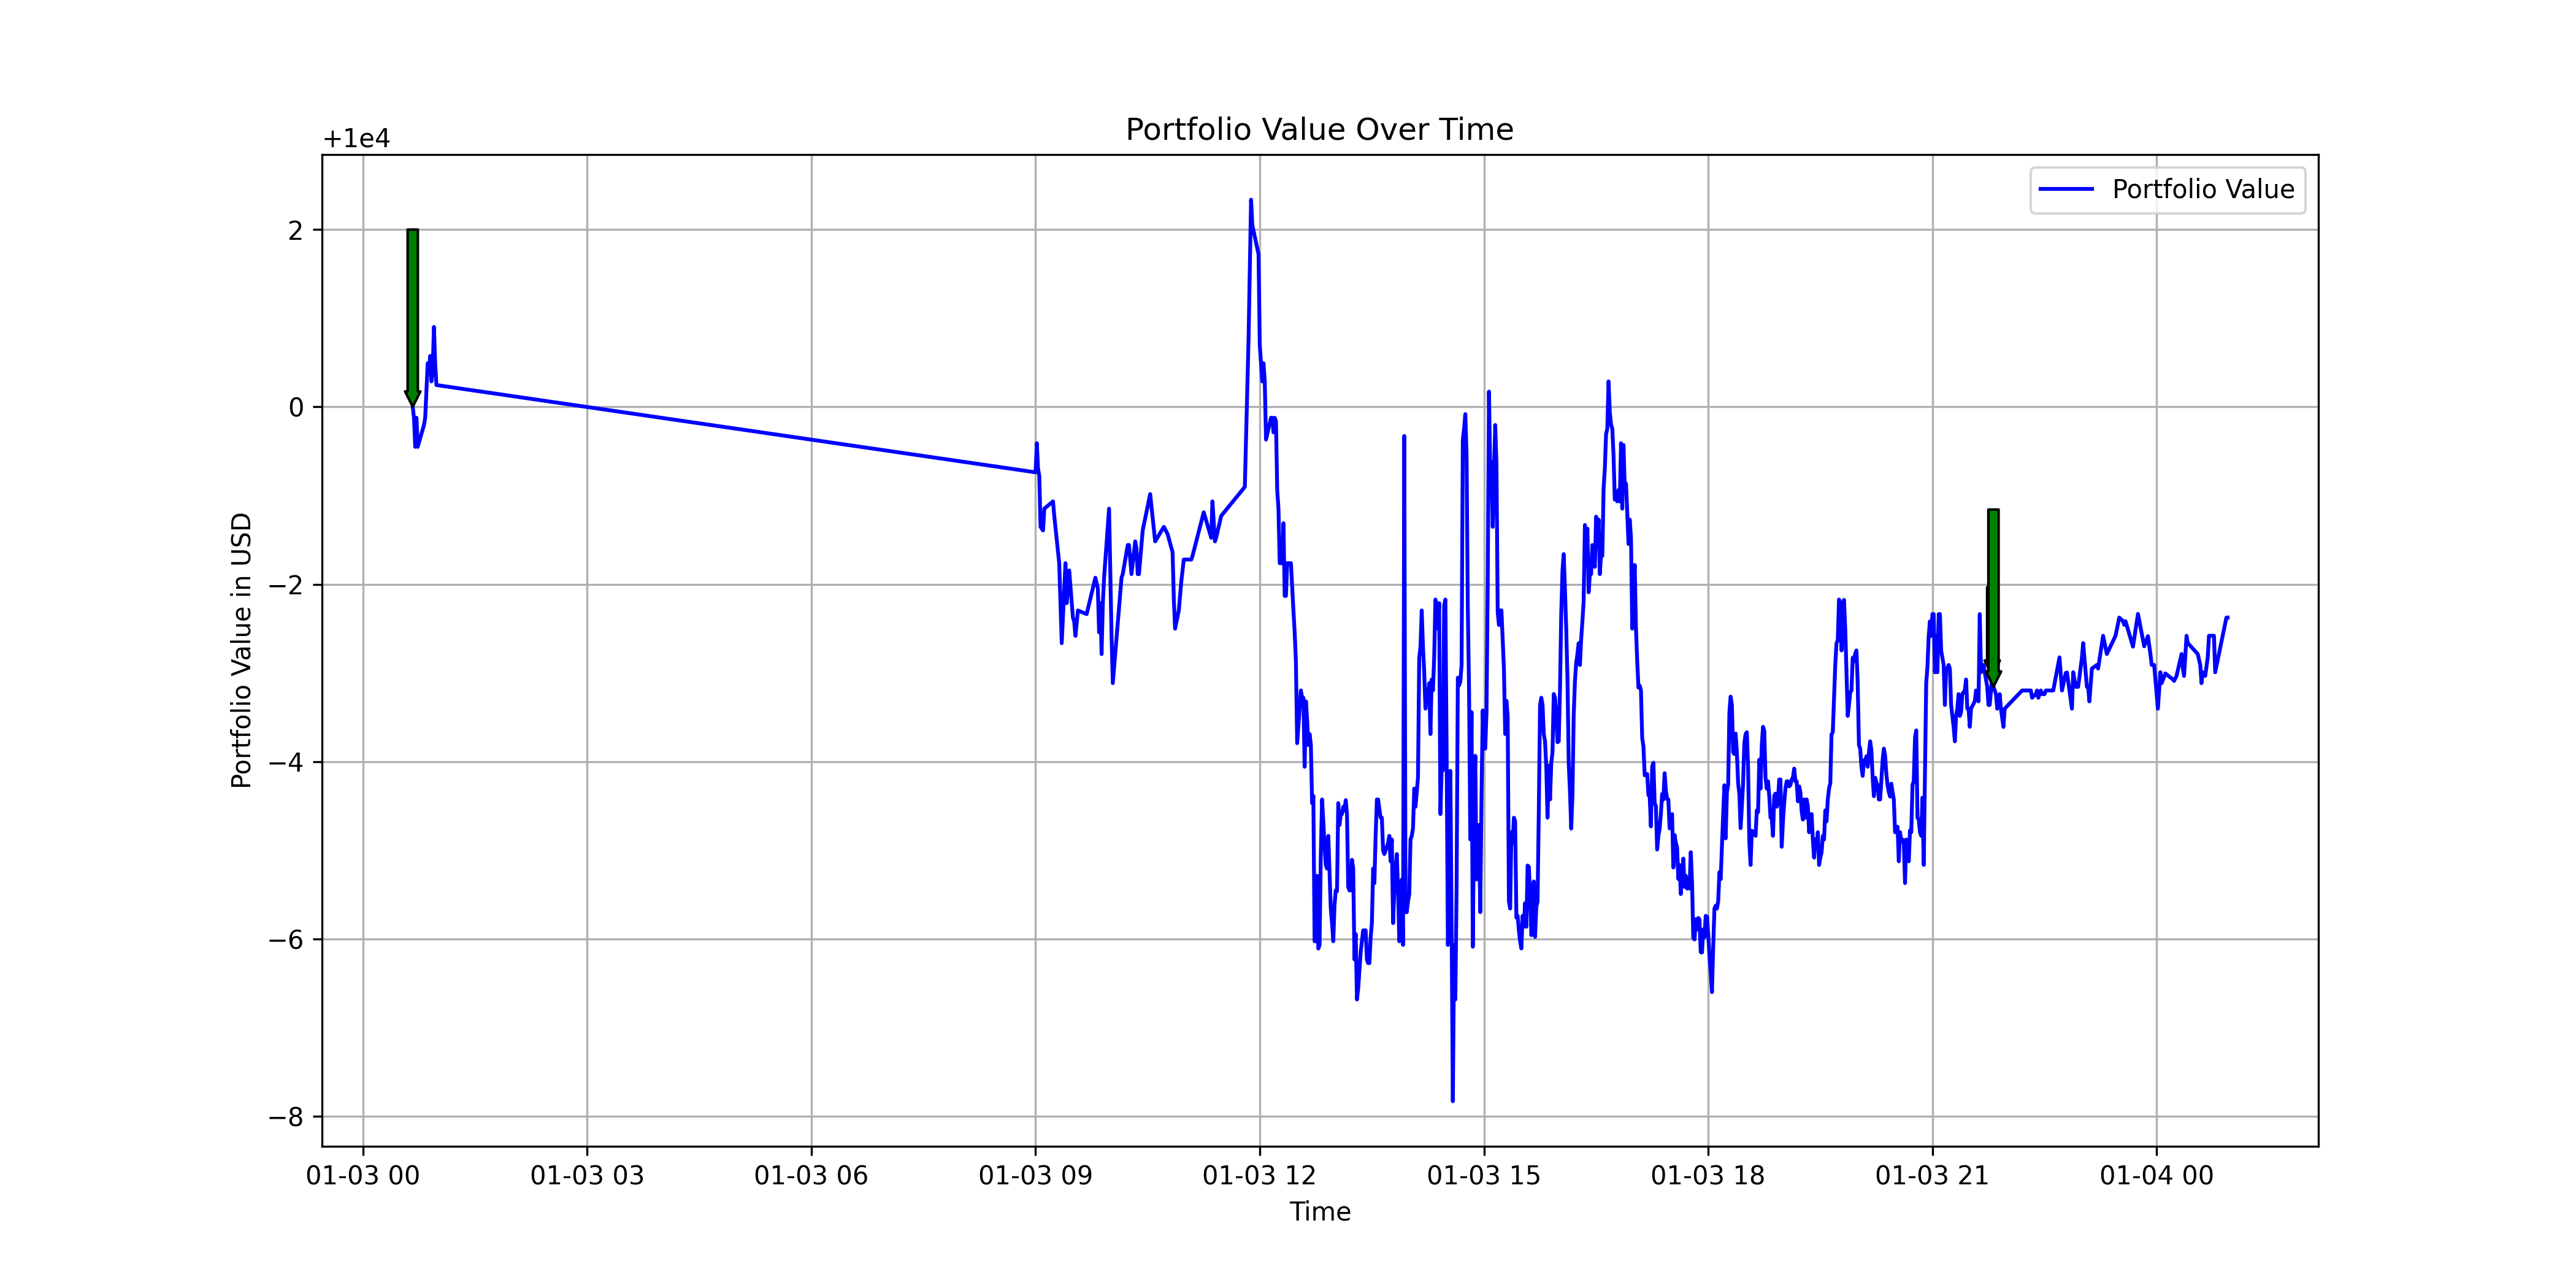 Portfolio Value Over Time
+1e4
Portfolio Value
2
0
−2
−4
−6
−8
Portfolio Value in USD
01-03 00 01-03 03 01-03 06 01-03 09 01-03 12 01-03 15 01-03 18 01-03 21 01-04 00
Time